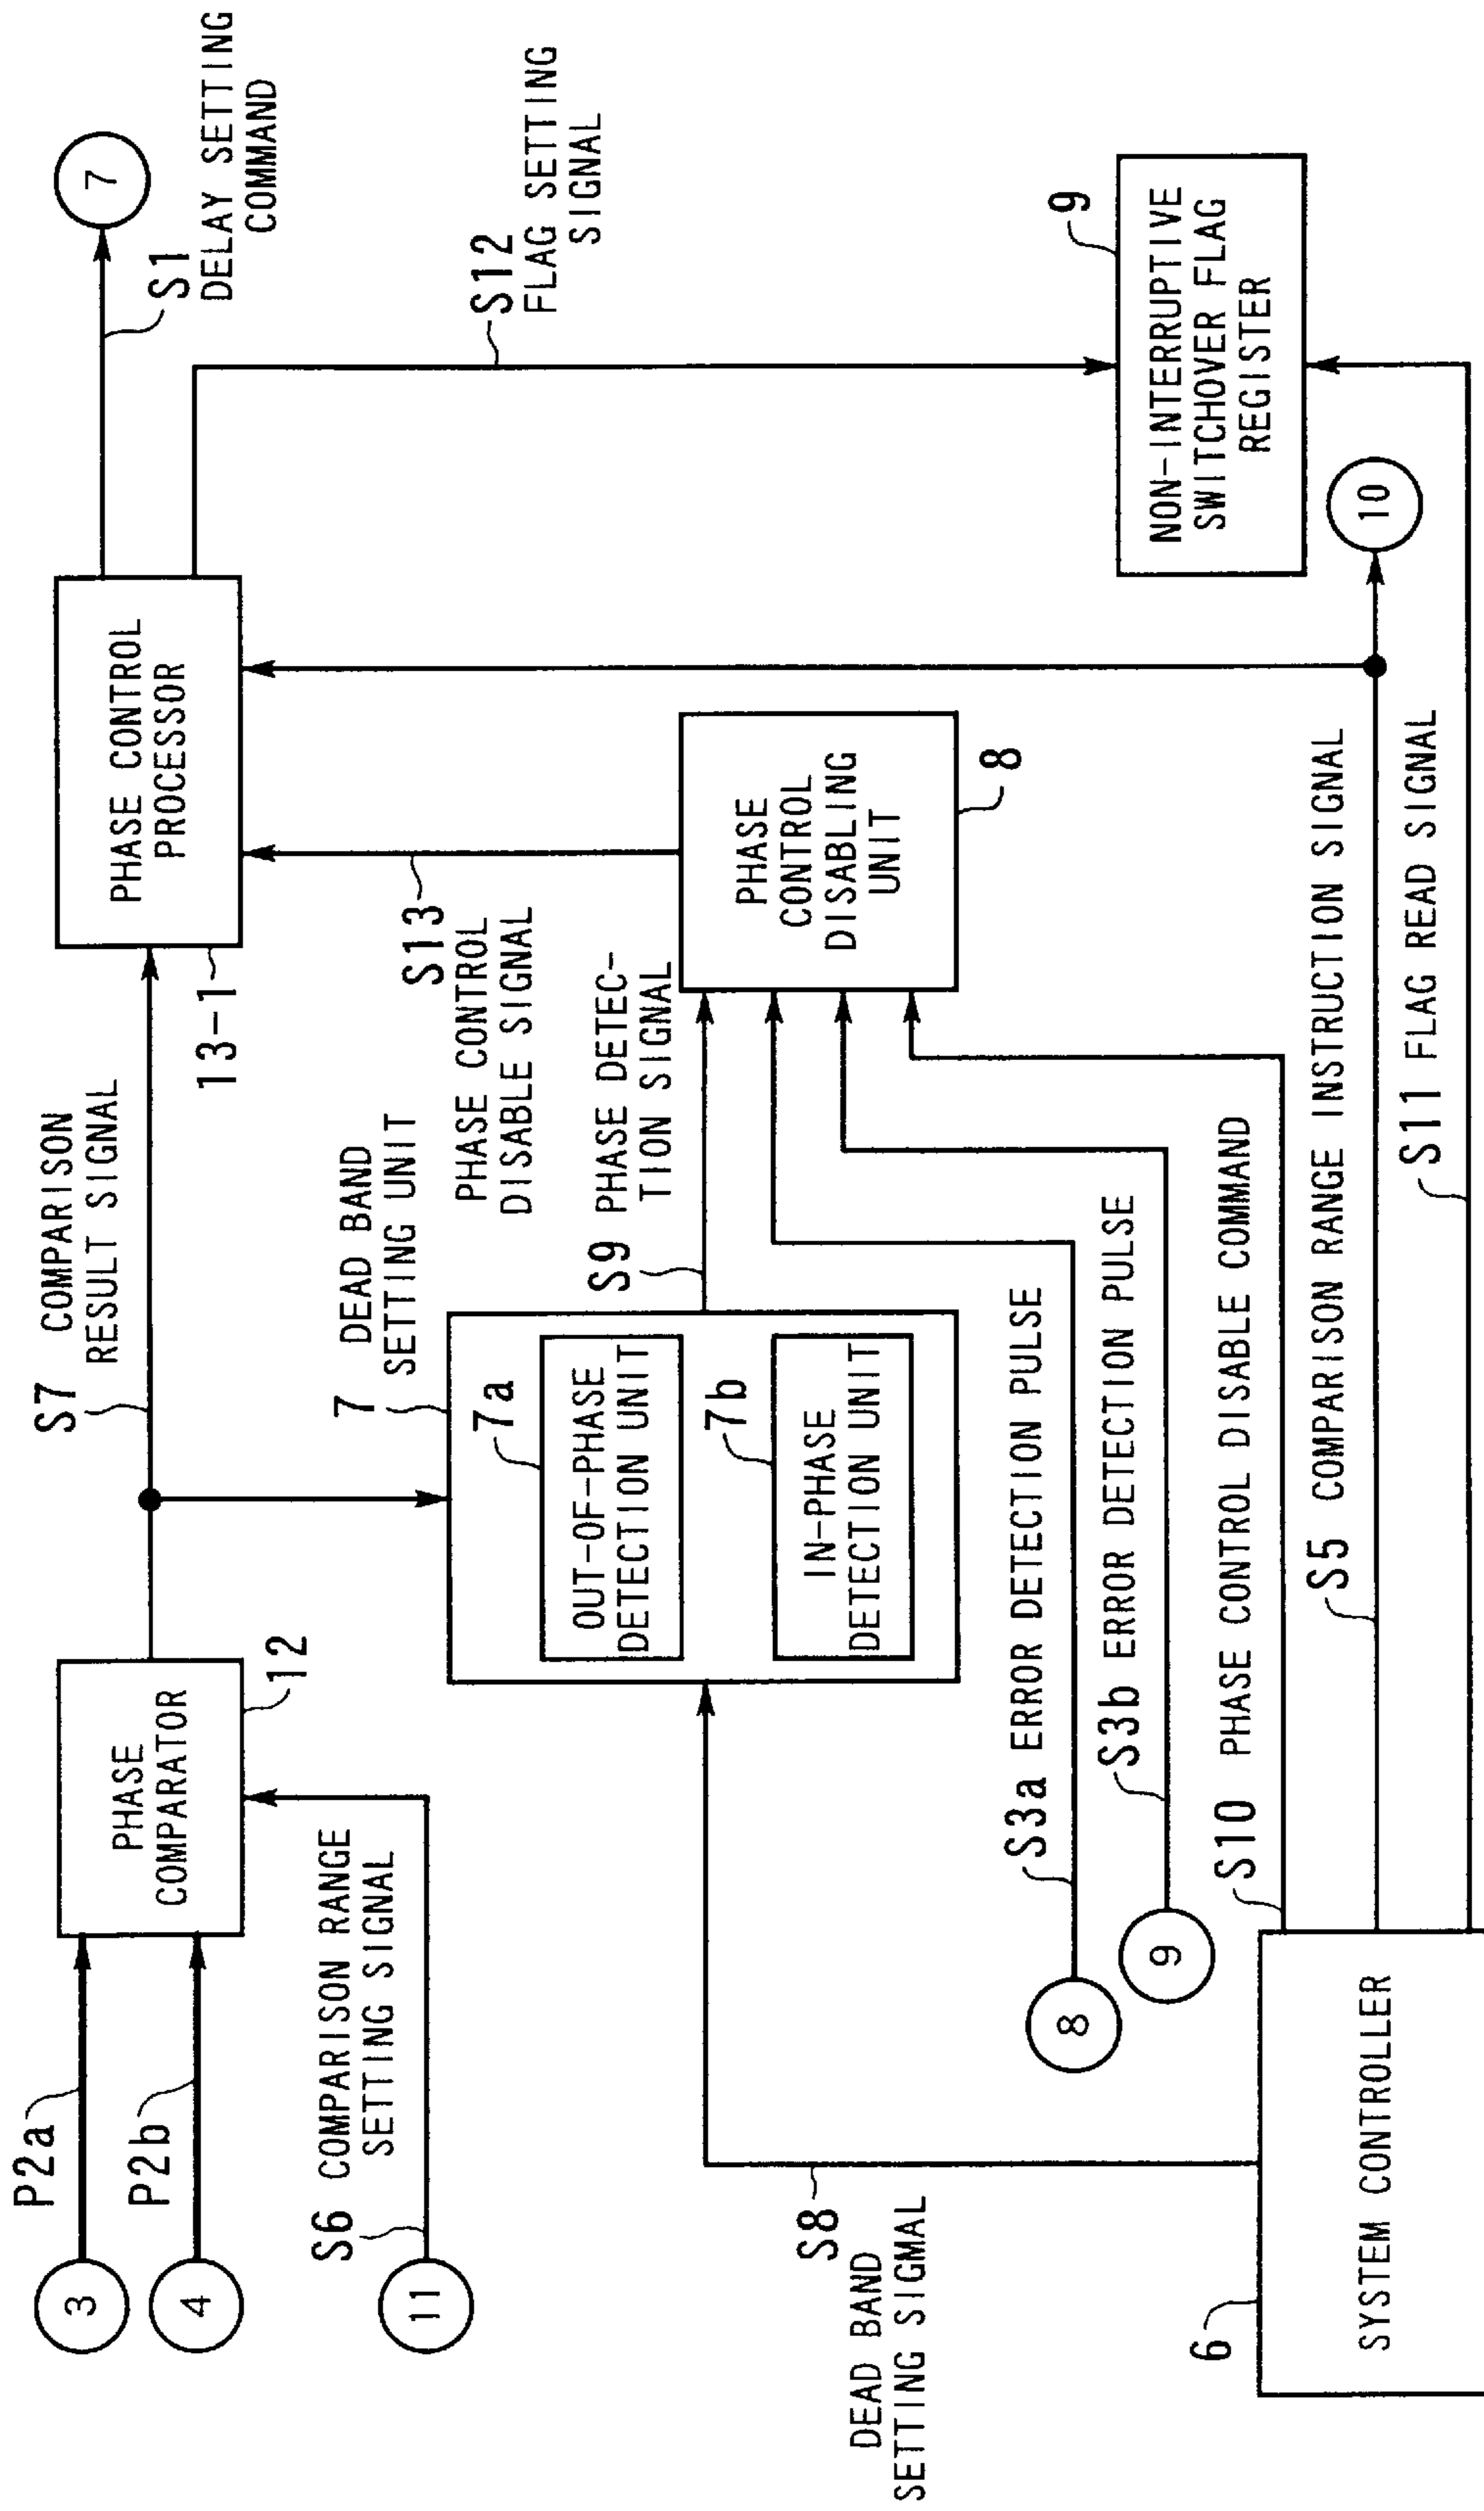 3
P2a
4
P2b
PHASE
COMPARATOR
12
11
S6
COMPARISON RANGE
SETTING SIGNAL
S7
COMPARISON
RESULT SIGNAL
13-1
PHASE CONTROL
PROCESSOR
S1
DELAY SETTING
COMMAND
7
S12
FLAG SETTING
SIGNAL
7
DEAD BAND
SETTING UNIT
7a
OUT-OF-PHASE
DETECTION UNIT
7b
IN-PHASE
DETECTION UNIT
S13
PHASE CONTROL
DISABLE SIGNAL
S9
PHASE DETEC-
TION SIGNAL
PHASE
CONTROL
DISABLING
UNIT
8
S8
DEAD BAND
SETTING SIGMAL
8
S3a ERROR DETECTION PULSE
9
S3b ERROR DETECTION PULSE
9
NON-INTERRUPTIVE
SWITCHOVER FLAG
REGISTER
6
SYSTEM CONTROLLER
S10 PHASE CONTROL DISABLE COMMAND
S5 COMPARISON RANGE INSTRUCTION SIGNAL
10
S11 FLAG READ SIGNAL